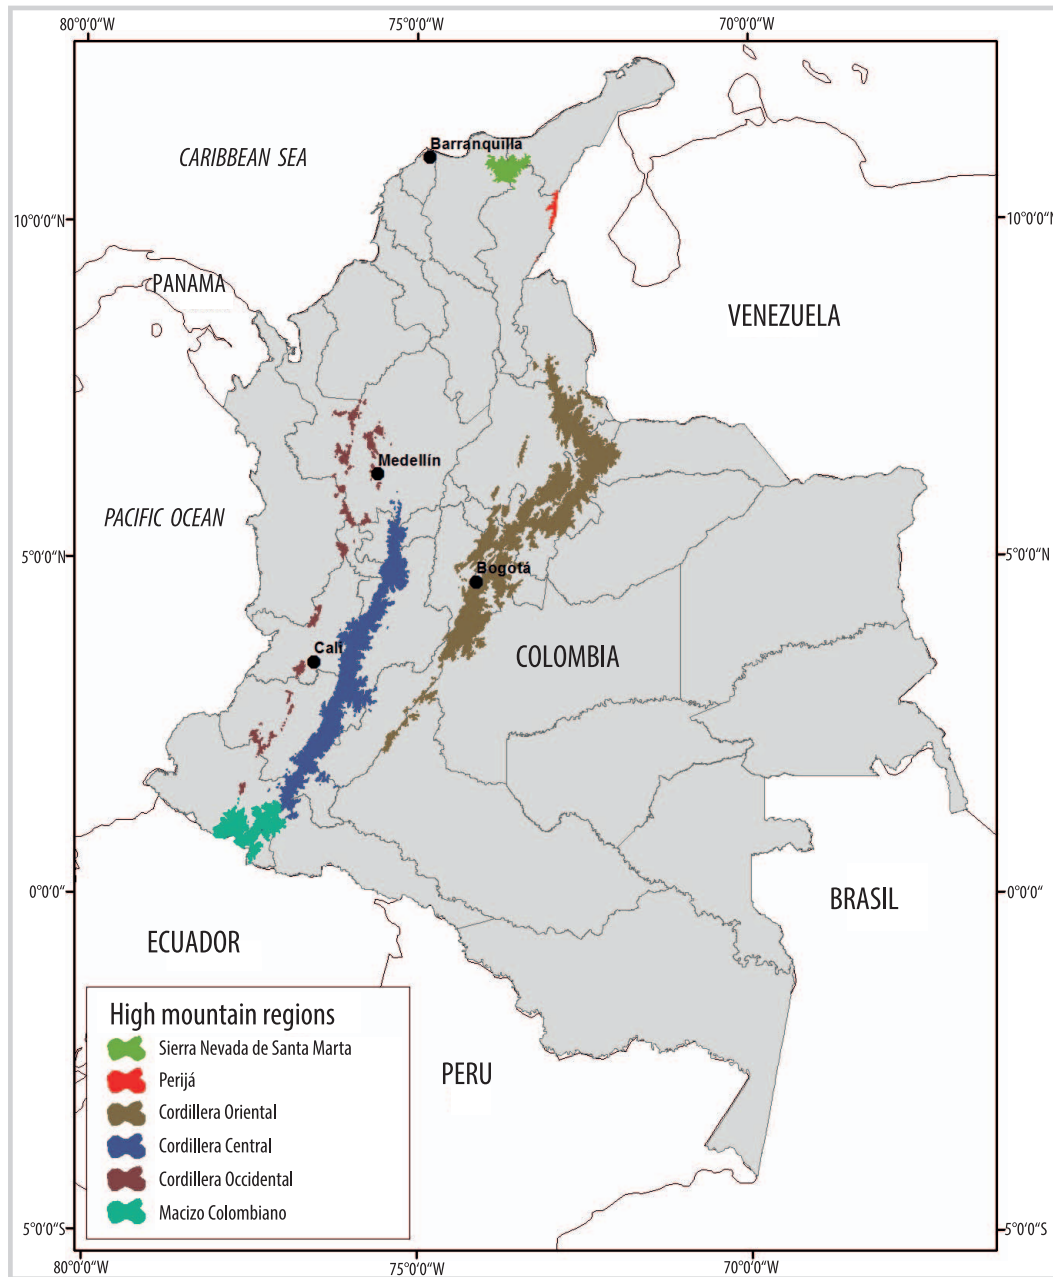 80°0'0"W 75°0'0"W 70°0'0"W
Barranquilla
CARIBBEAN SEA
10°0'0"N 10°0'0"N
PANAMA
VENEZUELA
Medellín
PACIFIC OCEAN
5°0'0"N 5°0'0"N
Bogotá
Cali
COLOMBIA
0°0'0" 0°0'0"
BRASIL
ECUADOR
PERU
High mountain regions
Sierra Nevada de Santa Marta
Perijá
Cordillera Oriental
Cordillera Central
Cordillera Occidental
Macizo Colombiano
5°0'0"S 5°0'0"S
80°0'0"W 75°0'0"W 70°0'0"W